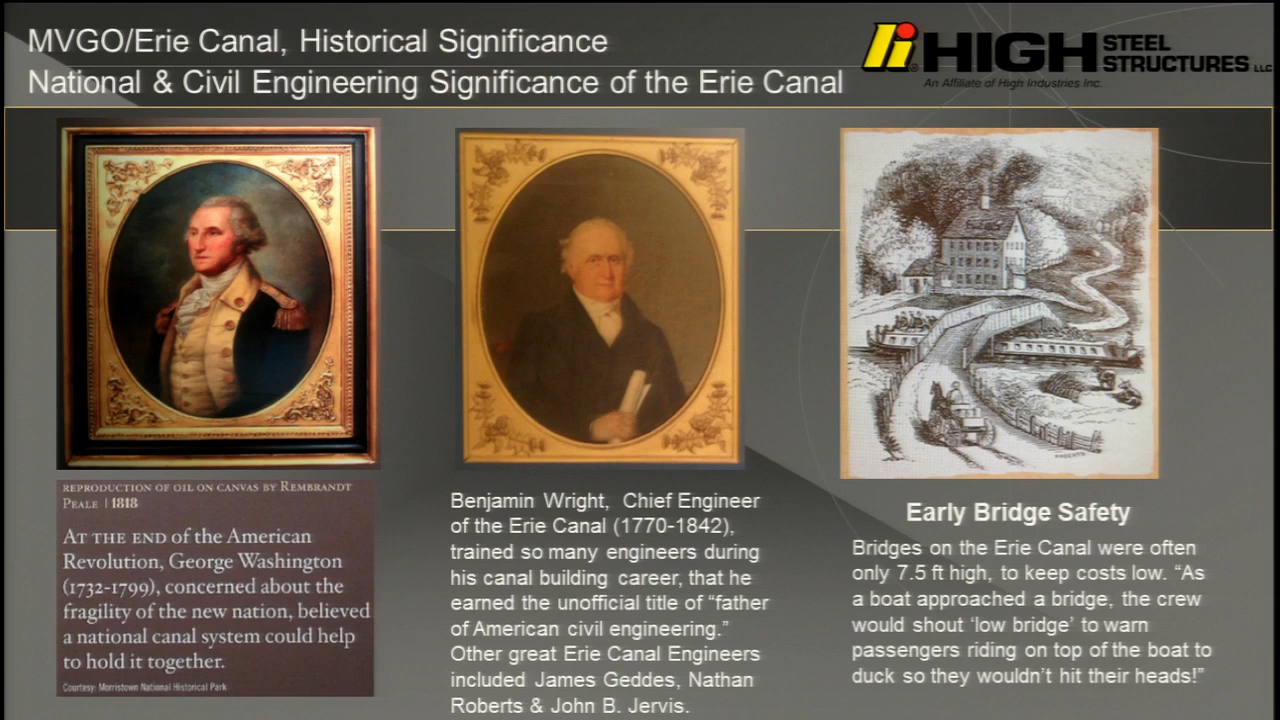 MVGO/Erie Canal, Historical Significance
National & Civil Engineering Significance of the Erie Canal
HIGH STEEL STRUCTURES LLC
An Affiliate of High Industries Inc.
REPRODUCTION OF OIL ON CANVAS BY REMBRANDT
PEALE | 1818
AT THE END of the American
Revolution, George Washington
(1732-1799), concerned about the
fragility of the new nation, believed
a national canal system could help
to hold it together.
Courtesy: Morristown National Historical Park
Benjamin Wright, Chief Engineer
of the Erie Canal (1770-1842),
trained so many engineers during
his canal building career, that he
earned the unofficial title of “father
of American civil engineering.”
Other great Erie Canal Engineers
included James Geddes, Nathan
Roberts & John B. Jervis.
Early Bridge Safety
Bridges on the Erie Canal were often
only 7.5 ft high, to keep costs low. “As
a boat approached a bridge, the crew
would shout ‘low bridge’ to warn
passengers riding on top of the boat to
duck so they wouldn’t hit their heads!”